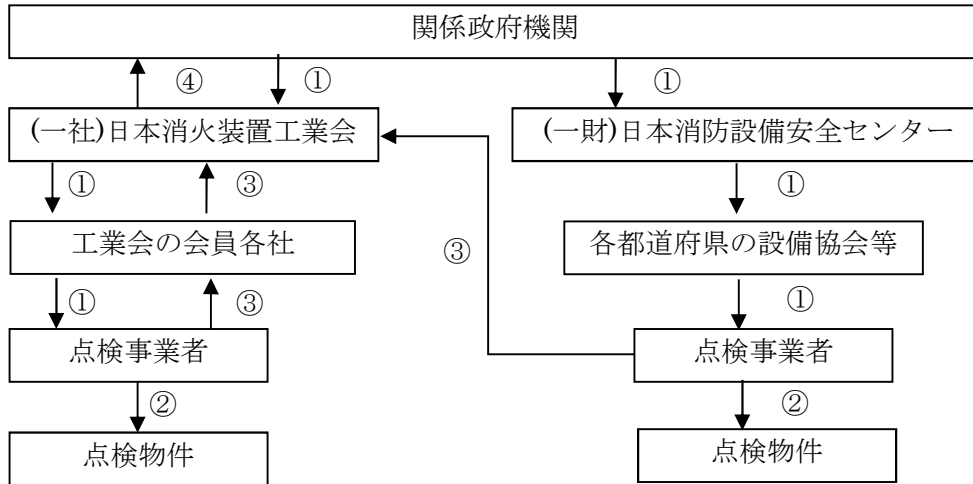 関係政府機関
④
①
①
(一社)日本消火装置工業会
(一財)日本消防設備安全センター
①
③
①
工業会の会員各社
③
各都道府県の設備協会等
①
③
①
点検事業者
点検事業者
②
②
点検物件
点検物件